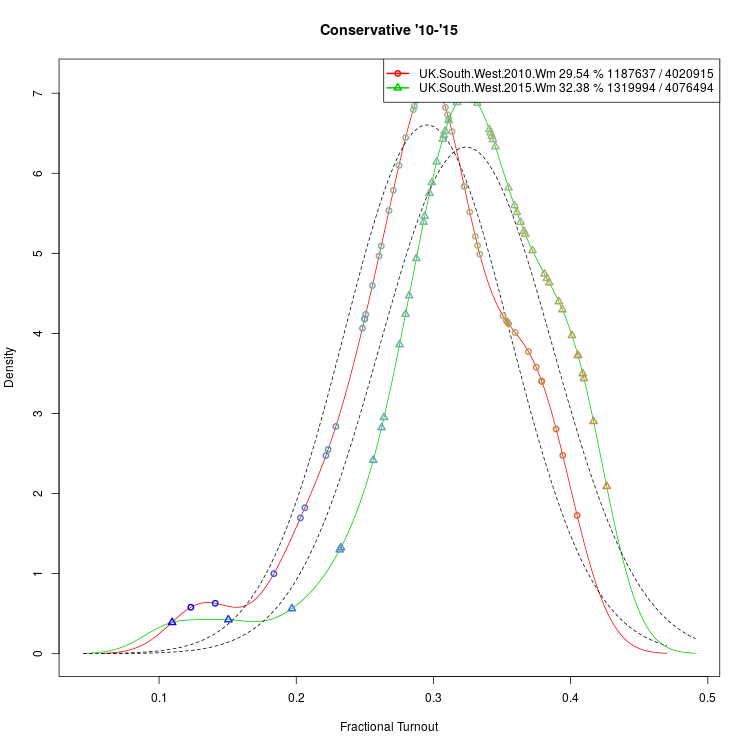 Conservative '10-'15
UK.South.West.2010.Wm 29.54 % 1187637 / 4020915
UK.South.West.2015.Wm 32.38 % 1319994 / 4076494
Density
7
6
5
4
3
2
1
0
0.1 0.2 0.3 0.4 0.5
Fractional Turnout